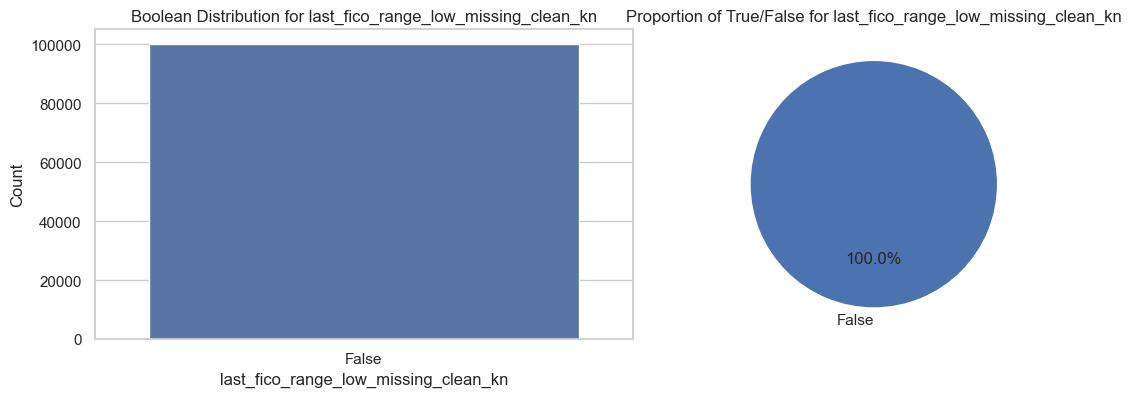 Boolean Distribution for last_fico_range_low_missing_clean_kn
Count
100000
80000
60000
40000
20000
0
False
last_fico_range_low_missing_clean_kn
Proportion of True/False for last_fico_range_low_missing_clean_kn
100.0%
False